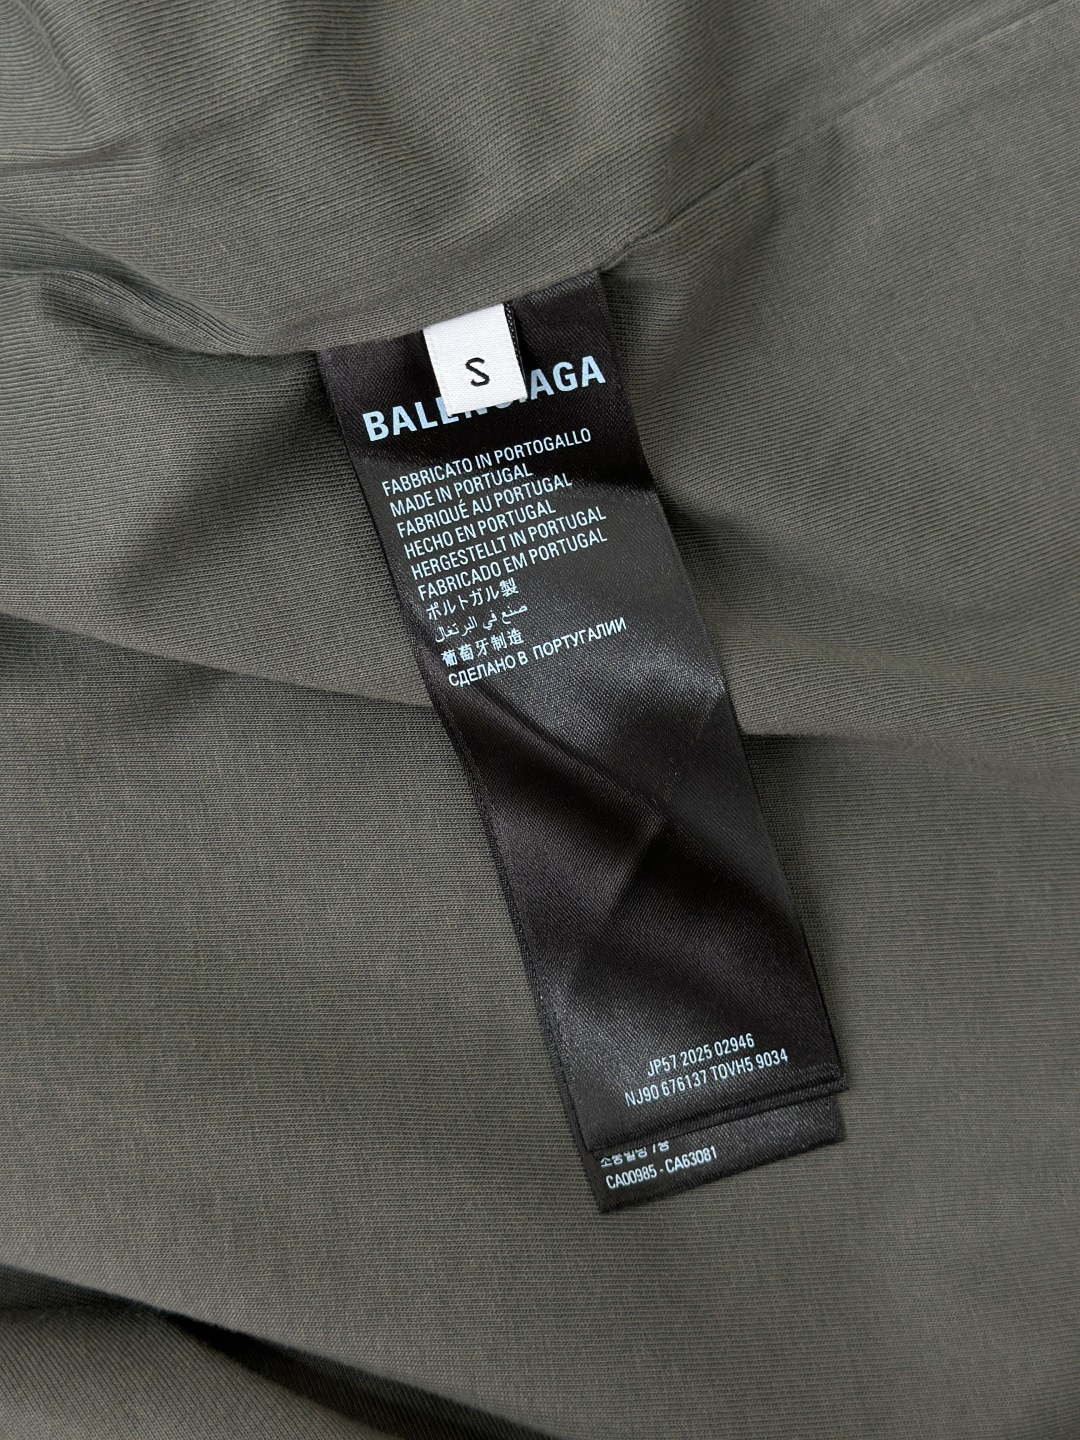 S
BALENCIAGA
FABBRICATO IN PORTOGALLO
MADE IN PORTUGAL
FABRIQUÉ AU PORTUGAL
HECHO EN PORTUGAL
HERGESTELLT IN PORTUGAL
FABRICADO EM PORTUGAL
ポルトガル製
صنع في البرتغال
葡萄牙制造
СДЕЛАНО В ПОРТУГАЛИИ
JP57 2025 02946
NJ90 676137 TOVH5 9034
CA00985 - CA63081